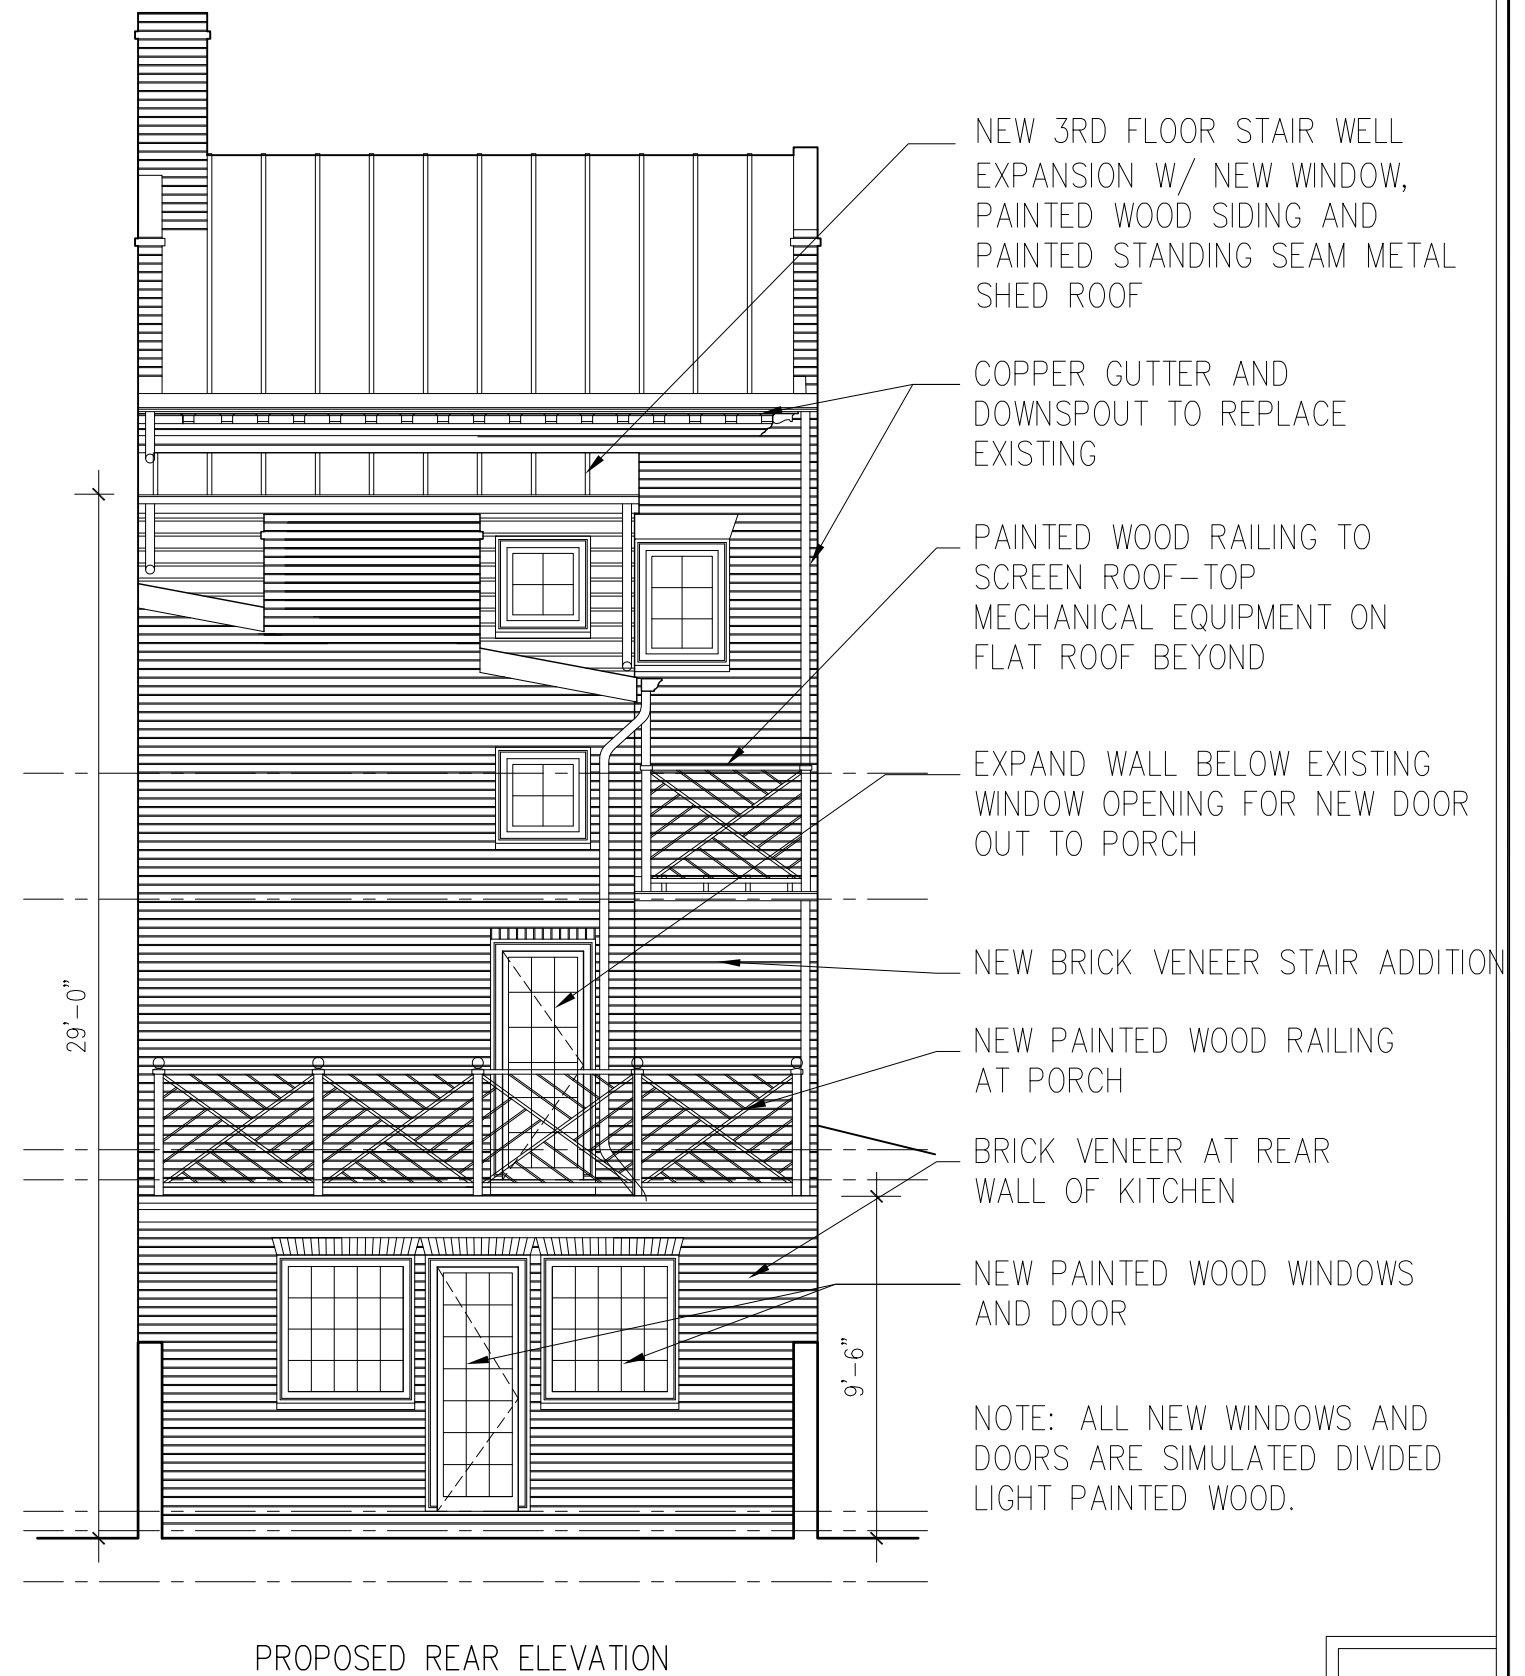 NEW 3RD FLOOR STAIR WELL
EXPANSION W/ NEW WINDOW,
PAINTED WOOD SIDING AND
PAINTED STANDING SEAM METAL
SHED ROOF
COPPER GUTTER AND
DOWNSPOUT TO REPLACE
EXISTING
PAINTED WOOD RAILING TO
SCREEN ROOF-TOP
MECHANICAL EQUIPMENT ON
FLAT ROOF BEYOND
EXPAND WALL BELOW EXISTING
WINDOW OPENING FOR NEW DOOR
OUT TO PORCH
NEW BRICK VENEER STAIR ADDITION
29'-0"
NEW PAINTED WOOD RAILING
AT PORCH
BRICK VENEER AT REAR
WALL OF KITCHEN
NEW PAINTED WOOD WINDOWS
AND DOOR
9'-6"
NOTE: ALL NEW WINDOWS AND
DOORS ARE SIMULATED DIVIDED
LIGHT PAINTED WOOD.
PROPOSED REAR ELEVATION